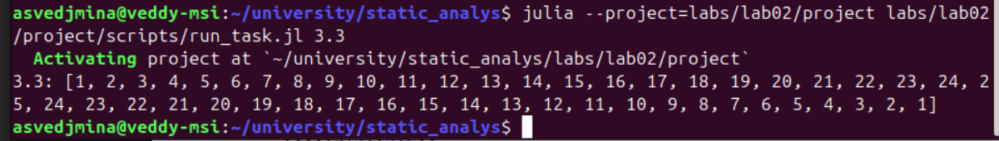 asvedjmina@veddy-msi:~/university/static_analys$ julia --project=labs/lab02/project labs/lab02
/project/scripts/run_task.jl 3.3
  Activating project at `~/university/static_analys/labs/lab02/project`
3.3: [1, 2, 3, 4, 5, 6, 7, 8, 9, 10, 11, 12, 13, 14, 15, 16, 17, 18, 19, 20, 21, 22, 23, 24, 2
5, 24, 23, 22, 21, 20, 19, 18, 17, 16, 15, 14, 13, 12, 11, 10, 9, 8, 7, 6, 5, 4, 3, 2, 1]
asvedjmina@veddy-msi:~/university/static_analys$